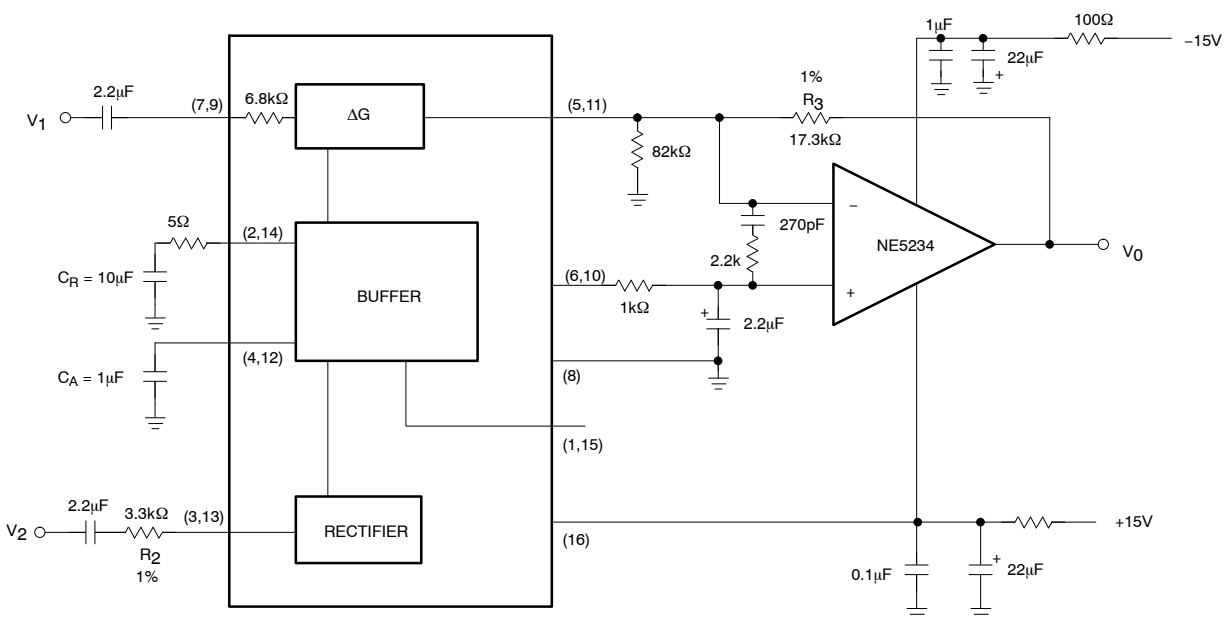 1μF
100Ω
−15V
22μF
+
2.2μF
(7,9)
6.8kΩ
ΔG
(5,11)
1%
R3
17.3kΩ
V1
82kΩ
5Ω
(2,14)
270pF
−
NE5234
V0
2.2k
CR = 10μF
BUFFER
(6,10)
1kΩ
+
+
2.2μF
(4,12)
CA = 1μF
(8)
(1,15)
2.2μF
3.3kΩ
(3,13)
V2
RECTIFIER
R2
1%
(16)
+15V
0.1μF
+
22μF